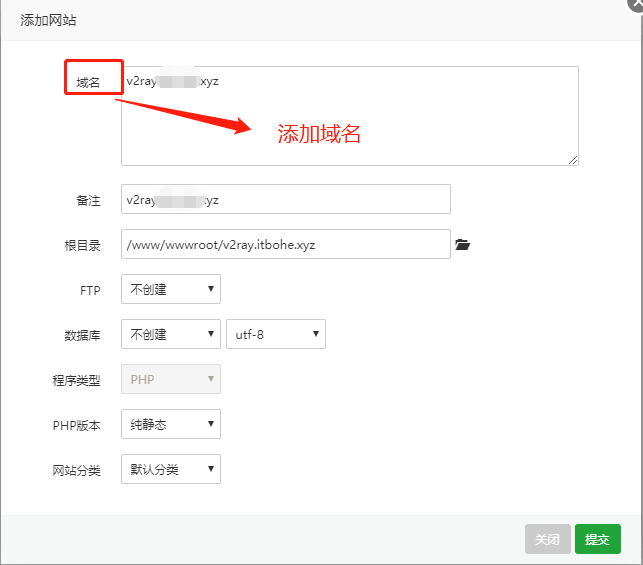 添加网站
域名
v2ray
xyz
添加域名
备注
v2ray
yz
根目录
/www/wwwroot/v2ray.itbohe.xyz
FTP
不创建
数据库
不创建
utf-8
程序类型
PHP
PHP版本
纯静态
网站分类
默认分类
关闭
提交